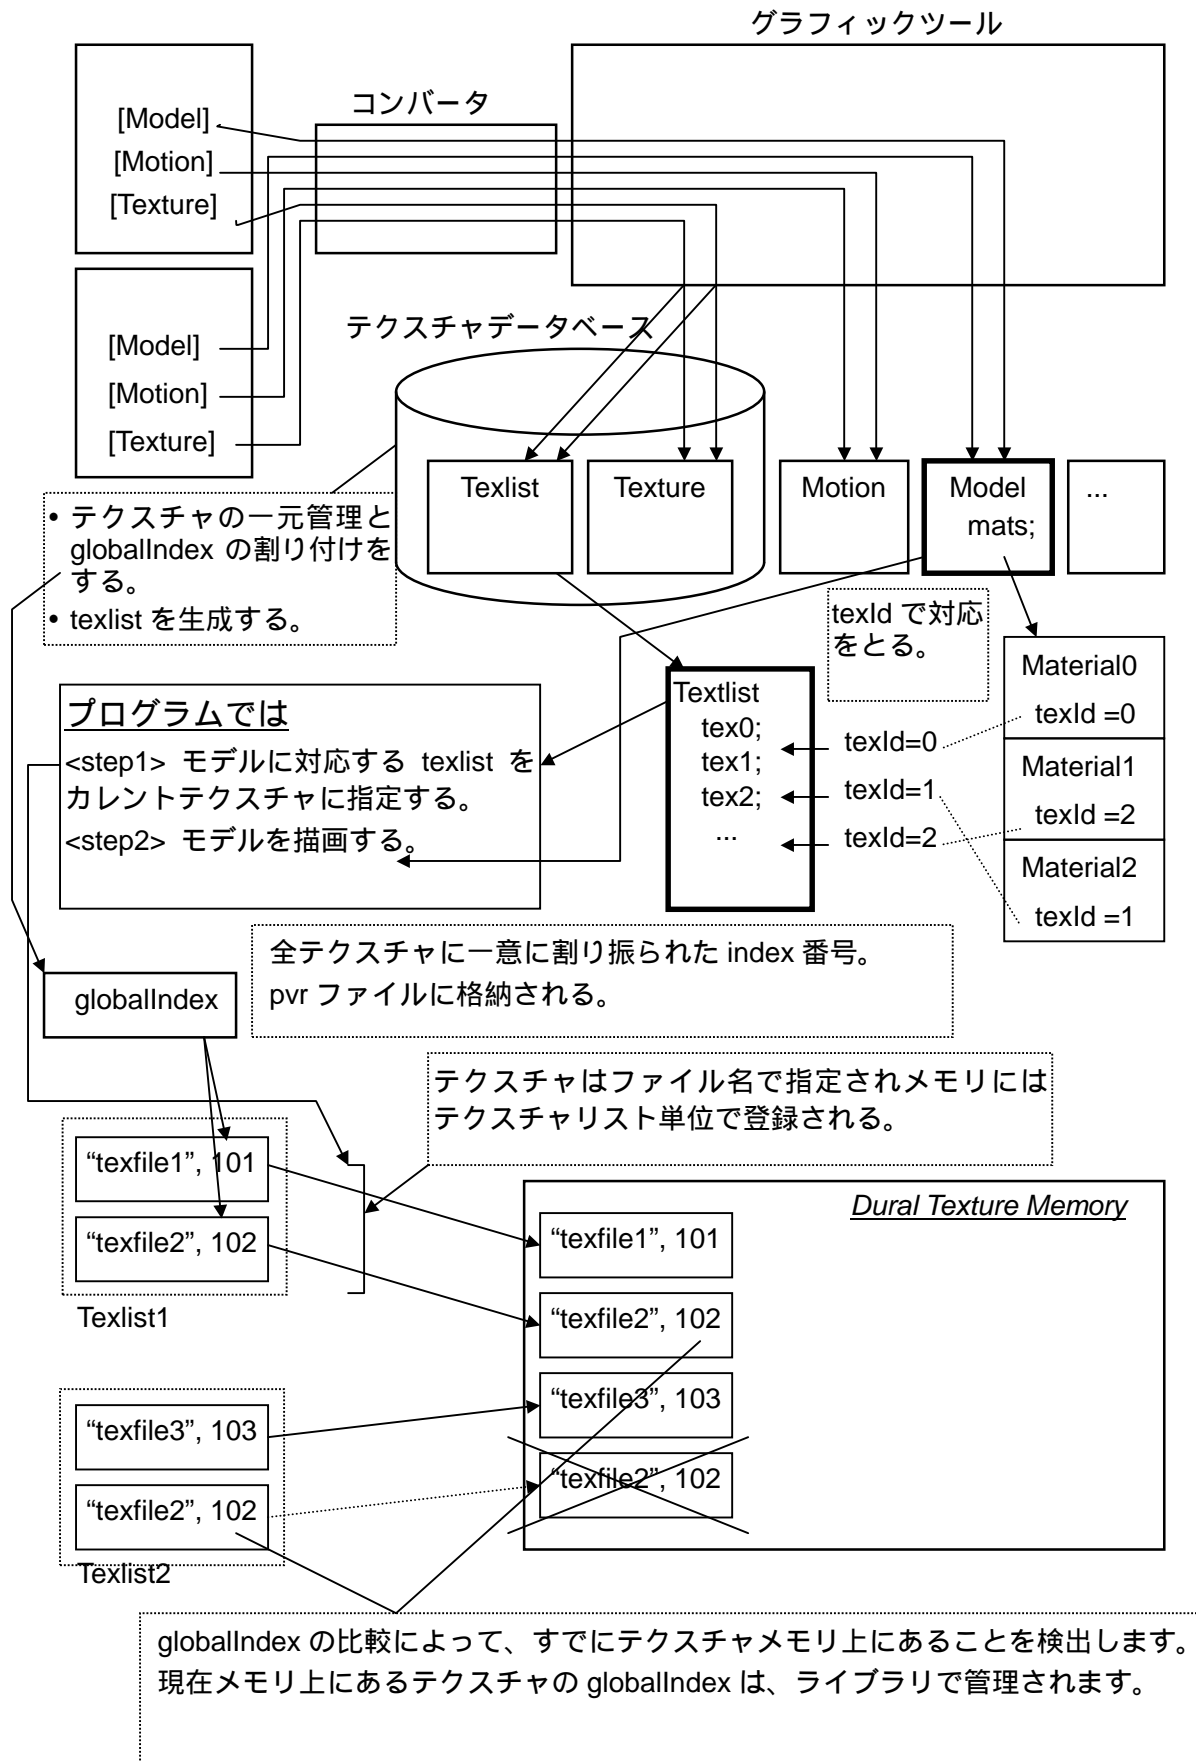 グラフィックツール
コンバータ
[Model]
[Motion]
[Texture]
[Model]
[Motion]
[Texture]
テクスチャデータベース
Texlist
Texture
Motion
Model
mats;
...
• テクスチャの一元管理と
globalIndex の割り付けを
する。
• texlist を生成する。
texId で対応
をとる。
プログラムでは
<step1> モデルに対応する texlist を
カレントテクスチャに指定する。
<step2> モデルを描画する。
Textlist
tex0;
tex1;
tex2;
...
texId=0
texId=1
texId=2
Material0
texId =0
Material1
texId =2
Material2
texId =1
全テクスチャに一意に割り振られた index 番号。
pvr ファイルに格納される。
globalIndex
テクスチャはファイル名で指定されメモリには
テクスチャリスト単位で登録される。
“texfile1”, 101
“texfile2”, 102
Texlist1
Dural Texture Memory
“texfile1”, 101
“texfile2”, 102
“texfile3”, 103
“texfile2”, 102
“texfile3”, 103
“texfile2”, 102
Texlist2
globalIndex の比較によって、すでにテクスチャメモリ上にあることを検出します。
現在メモリ上にあるテクスチャの globalIndex は、ライブラリで管理されます。